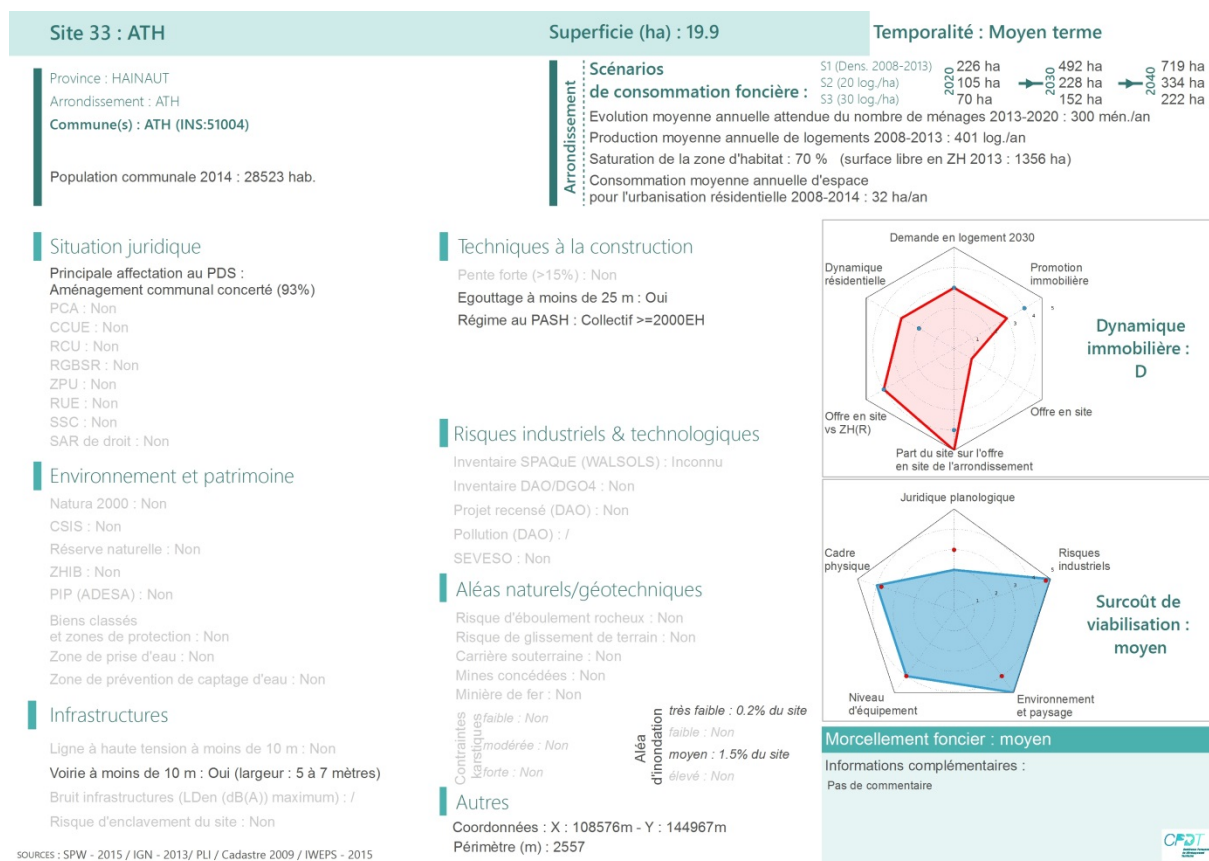 Site 33 : ATH
Superficie (ha) : 19.9
Temporalité : Moyen terme
Province : HAINAUT
Arrondissement : ATH
Commune(s) : ATH (INS:51004)
Population communale 2014 : 28523 hab.
Arrondissement
Scénarios
de consommation foncière :
S1 (Dens. 2008-2013)
S2 (20 log./ha)
S3 (30 log./ha)
2020
226 ha
105 ha
70 ha
2030
492 ha
228 ha
152 ha
2040
719 ha
334 ha
222 ha
Evolution moyenne annuelle attendue du nombre de ménages 2013-2020 : 300 mén./an
Production moyenne annuelle de logements 2008-2013 : 401 log./an
Saturation de la zone d'habitat : 70 % (surface libre en ZH 2013 : 1356 ha)
Consommation moyenne annuelle d'espace
pour l'urbanisation résidentielle 2008-2014 : 32 ha/an
Situation juridique
Principale affectation au PDS :
Aménagement communal concerté (93%)
PCA : Non
CCUE : Non
RCU : Non
RGBSR : Non
ZPU : Non
RUE : Non
SSC : Non
SAR de droit : Non
Environnement et patrimoine
Natura 2000 : Non
CSIS : Non
Réserve naturelle : Non
ZHIB : Non
PIP (ADESA) : Non
Biens classés
et zones de protection : Non
Zone de prise d'eau : Non
Zone de prévention de captage d'eau : Non
Infrastructures
Ligne à haute tension à moins de 10 m : Non
Voirie à moins de 10 m : Oui (largeur : 5 à 7 mètres)
Bruit infrastructures (LDen (dB(A)) maximum) : /
Risque d'enclavement du site : Non
SOURCES : SPW - 2015 / IGN - 2013/ PLI / Cadastre 2009 / IWEPS - 2015
Techniques à la construction
Pente forte (>15%) : Non
Egouttage à moins de 25 m : Oui
Régime au PASH : Collectif >=2000EH
Risques industriels & technologiques
Inventaire SPAQuE (WALSOLS) : Inconnu
Inventaire DAO/DGO4 : Non
Projet recensé (DAO) : Non
Pollution (DAO) : /
SEVESO : Non
Aléas naturels/géotechniques
Risque d'éboulement rocheux : Non
Risque de glissement de terrain : Non
Carrière souterraine : Non
Mines concédées : Non
Minière de fer : Non
Contraintes
karstiques
faible : Non
modérée : Non
forte : Non
Aléa
d'inondation
très faible : 0.2% du site
faible : Non
moyen : 1.5% du site
élevé : Non
Autres
Coordonnées : X : 108576m - Y : 144967m
Périmètre (m) : 2557
Demande en logement 2030
Dynamique
résidentielle
Promotion
immobilière
1
3
4
5
Offre en site
vs ZH(R)
Offre en site
Part du site sur l'offre
en site de l'arrondissement
Dynamique
immobilière :
D
Juridique planologique
Cadre
physique
Risques
industriels
1
2
3
4
5
Niveau
d'équipement
Environnement
et paysage
Surcoût de
viabilisation :
moyen
Morcellement foncier : moyen
Informations complémentaires :
Pas de commentaire
CPDT